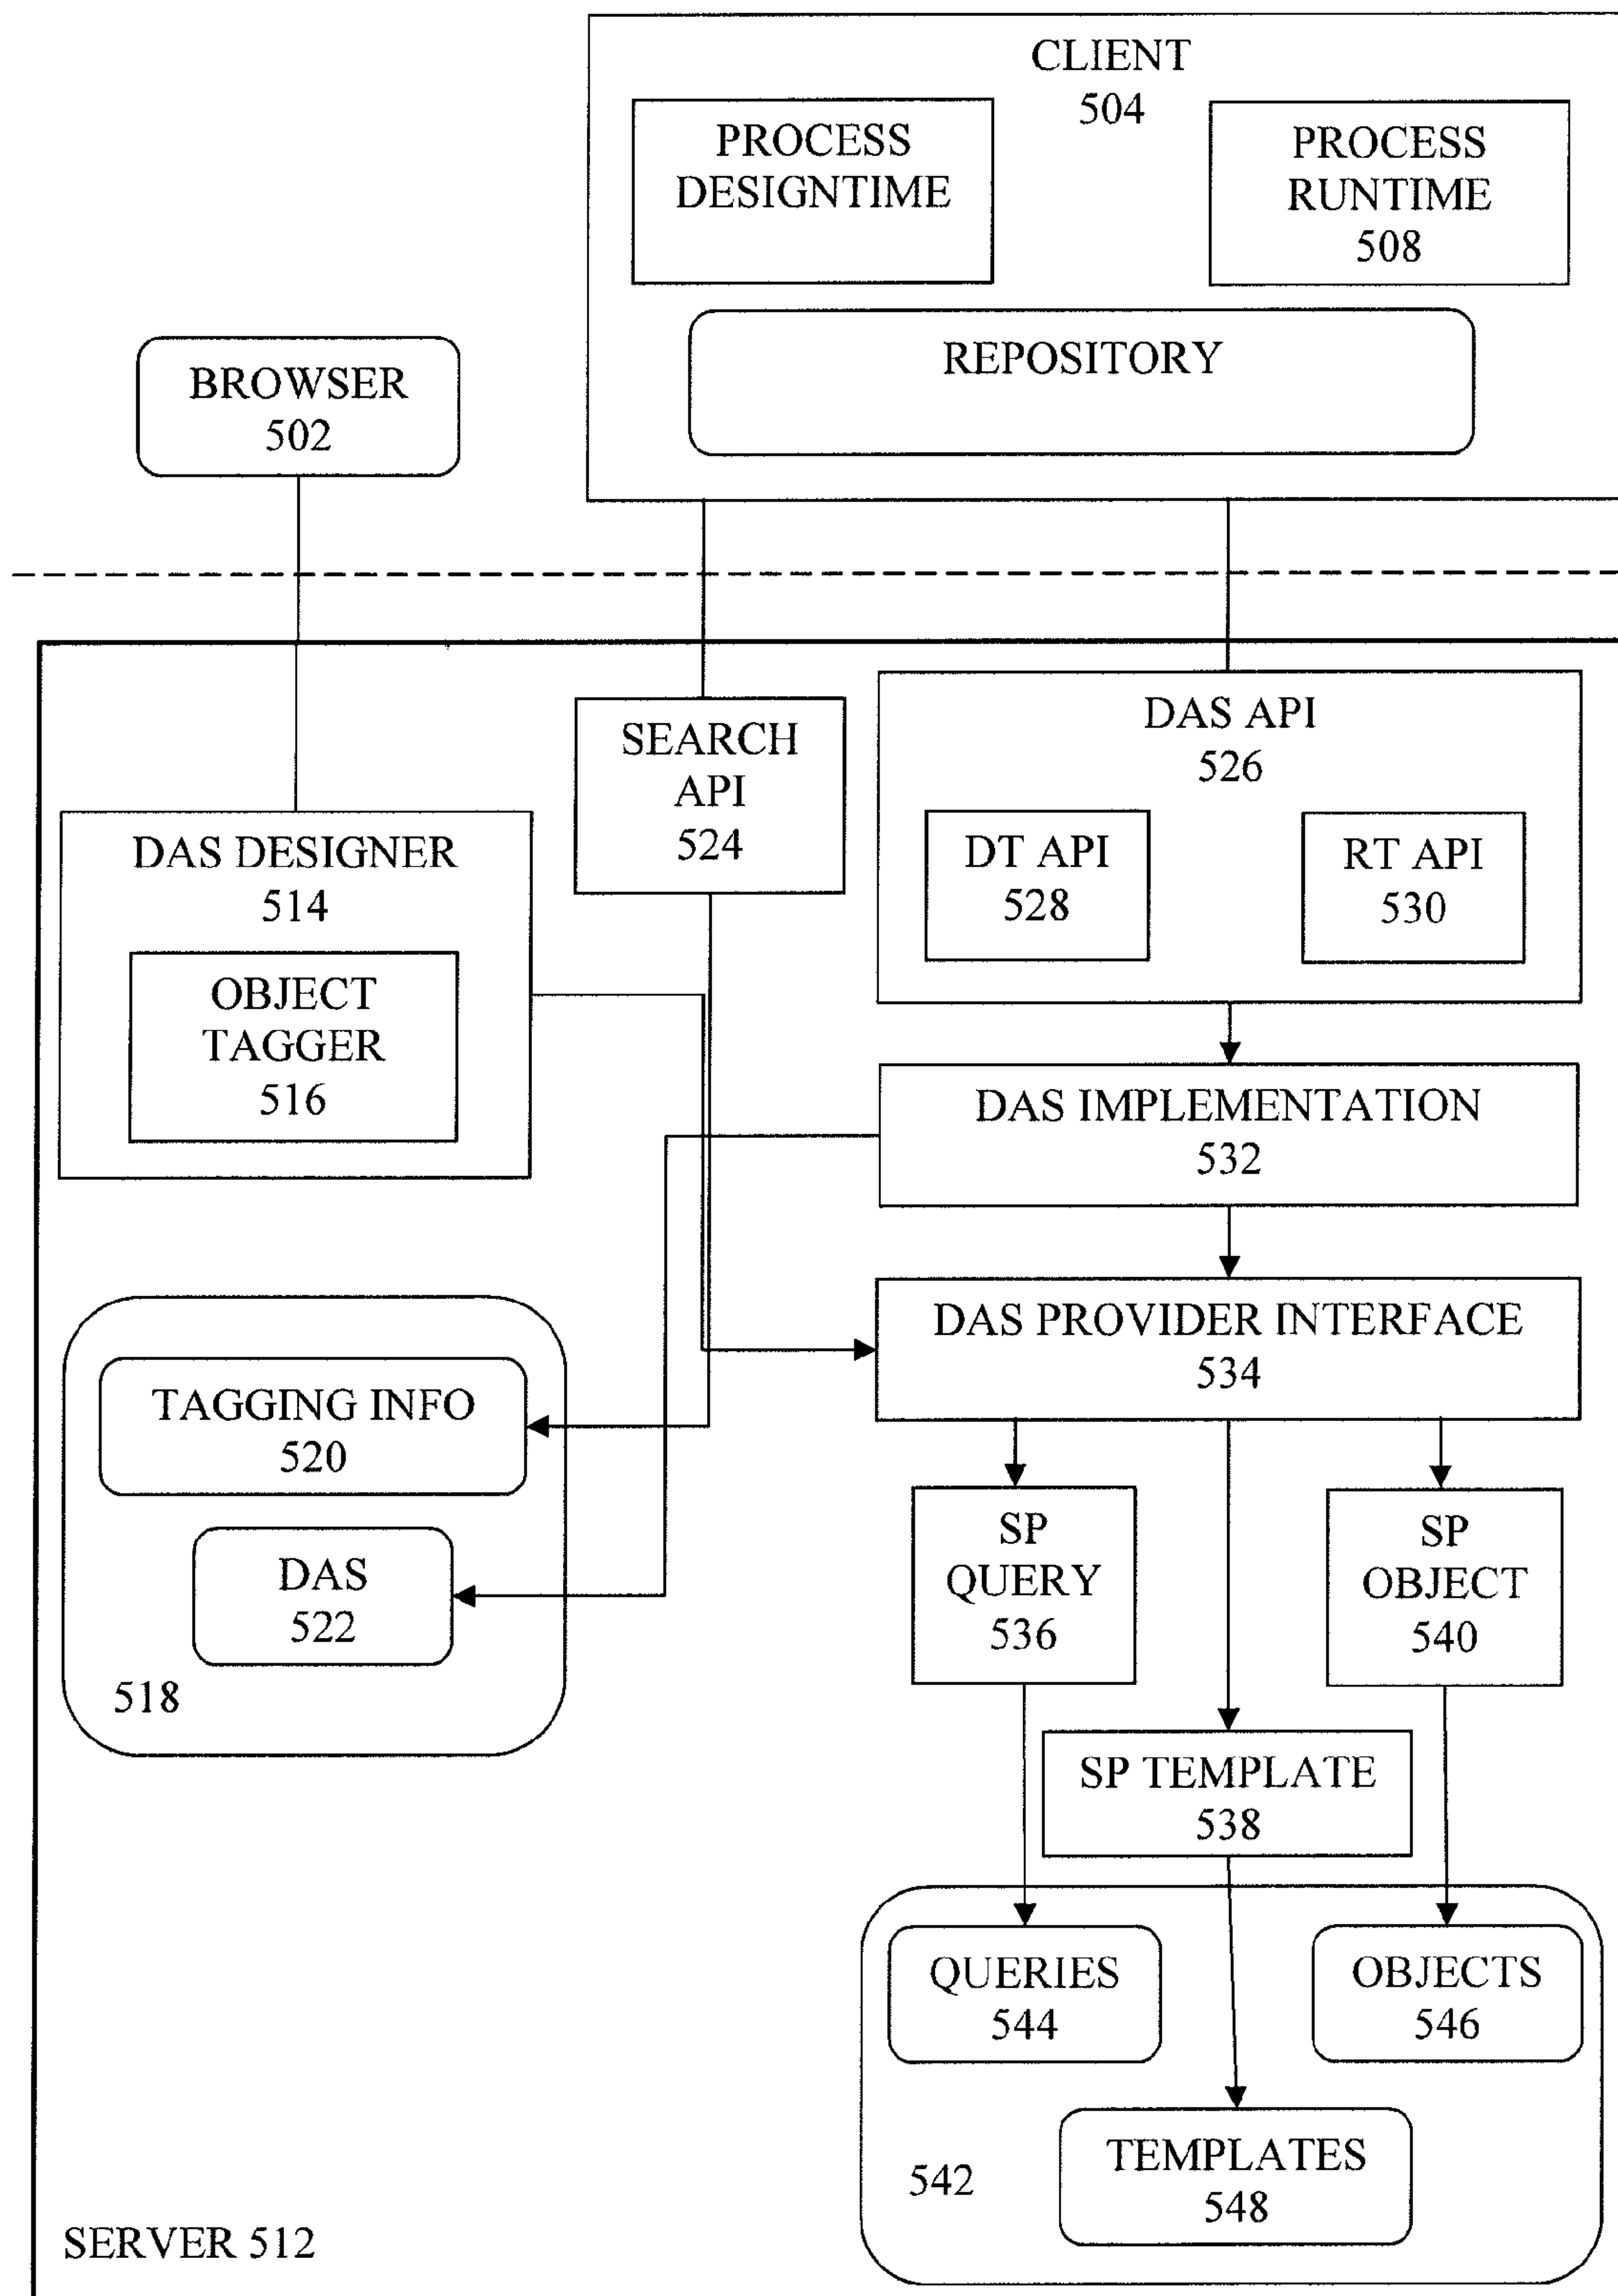 CLIENT
504
PROCESS
DESIGNTIME
PROCESS
RUNTIME
508
REPOSITORY
BROWSER
502
DAS API
526
SEARCH
API
524
DT API
528
RT API
530
DAS DESIGNER
514
OBJECT
TAGGER
516
DAS IMPLEMENTATION
532
DAS PROVIDER INTERFACE
534
TAGGING INFO
520
DAS
522
518
SP
QUERY
536
SP
OBJECT
540
SP TEMPLATE
538
QUERIES
544
OBJECTS
546
TEMPLATES
548
542
SERVER 512